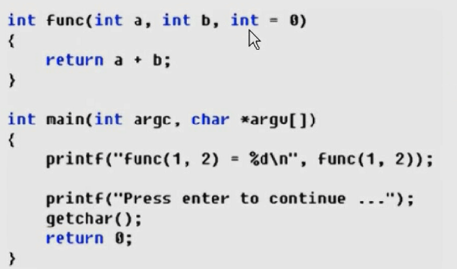 int func(int a, int b, int = 0)
{
    return a + b;
}

int main(int argc, char *argv[])
{
    printf("func(1, 2) = %d\n", func(1, 2));

    printf("Press enter to continue ...");
    getchar();
    return 0;
}